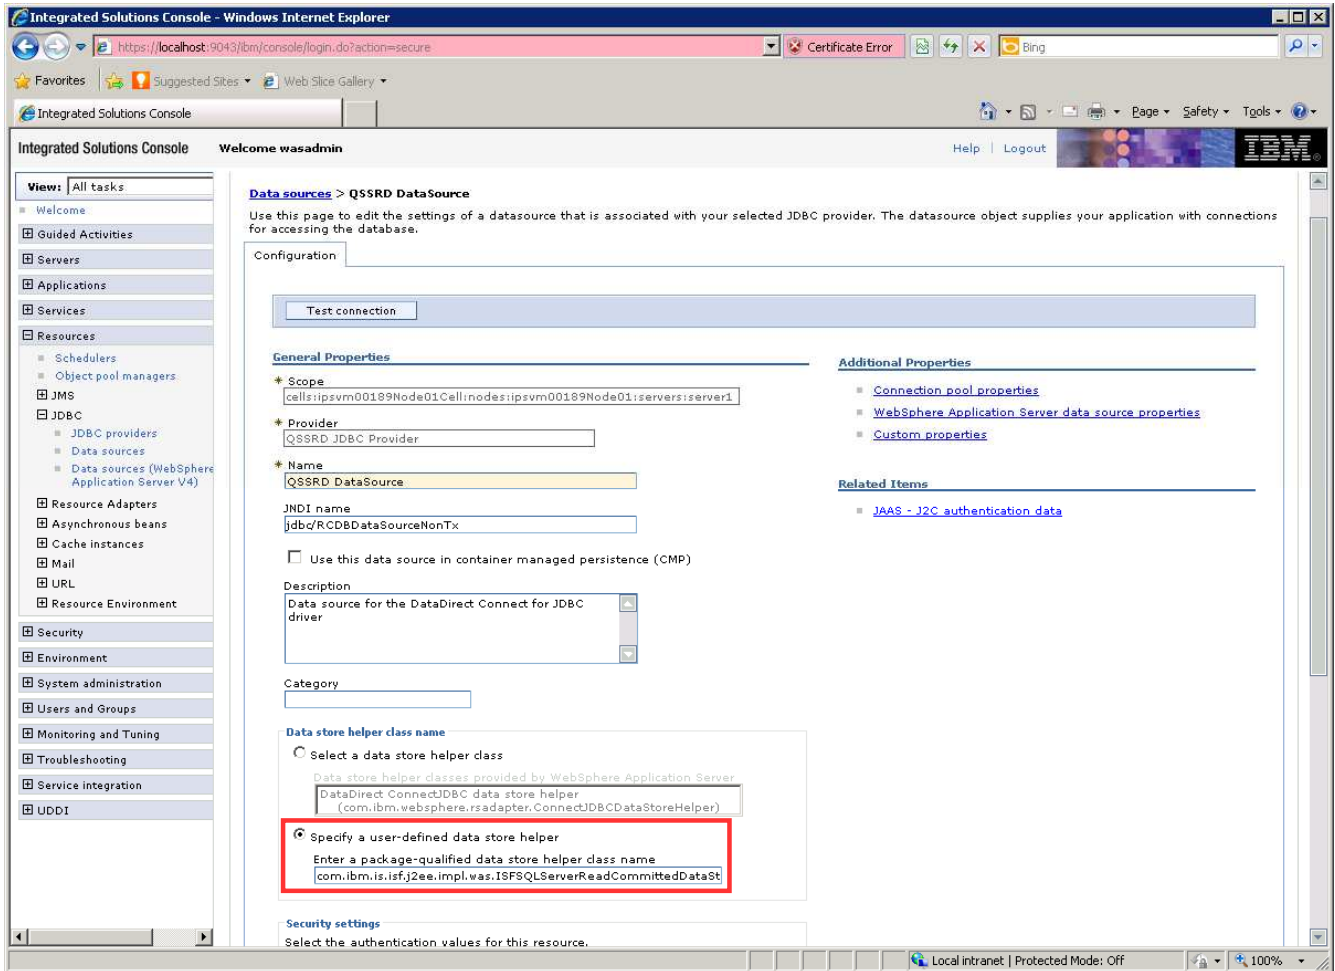 Integrated Solutions Console - Windows Internet Explorer
https://localhost:9043/ibm/console/login.do?action=secure
Certificate Error
Bing
Favorites
Suggested Sites
Web Slice Gallery
Integrated Solutions Console
Page
Safety
Tools
Integrated Solutions Console
Welcome wasadmin
Help | Logout
IBM
View: All tasks
Welcome
Guided Activities
Servers
Applications
Services
Resources
Schedulers
Object pool managers
JMS
JDBC
JDBC providers
Data sources
Data sources (WebSphere
Application Server V4)
Resource Adapters
Asynchronous beans
Cache instances
Mail
URL
Resource Environment
Security
Environment
System administration
Users and Groups
Monitoring and Tuning
Troubleshooting
Service integration
UDDI
Data sources > QSSRD DataSource
Use this page to edit the settings of a datasource that is associated with your selected JDBC provider. The datasource object supplies your application with connections
for accessing the database.
Configuration
Test connection
General Properties
* Scope
cells:ipsvm00189Node01Cell:nodes:ipsvm00189Node01:servers:server1
* Provider
QSSRD JDBC Provider
* Name
QSSRD DataSource
JNDI name
jdbc/RCDBDataSourceNonTx
Use this data source in container managed persistence (CMP)
Description
Data source for the DataDirect Connect for JDBC
driver
Category
Data store helper class name
Select a data store helper class
Data store helper classes provided by WebSphere Application Server
DataDirect ConnectJDBC data store helper
(com.ibm.websphere.rsadapter.ConnectJDBCDataStoreHelper)
Specify a user-defined data store helper
Enter a package-qualified data store helper class name
com.ibm.is.isf.j2ee.impl.was.ISFSQLServerReadCommittedDataSt
Security settings
Select the authentication values for this resource.
Additional Properties
Connection pool properties
WebSphere Application Server data source properties
Custom properties
Related Items
JAAS - J2C authentication data
Local intranet | Protected Mode: Off
100%